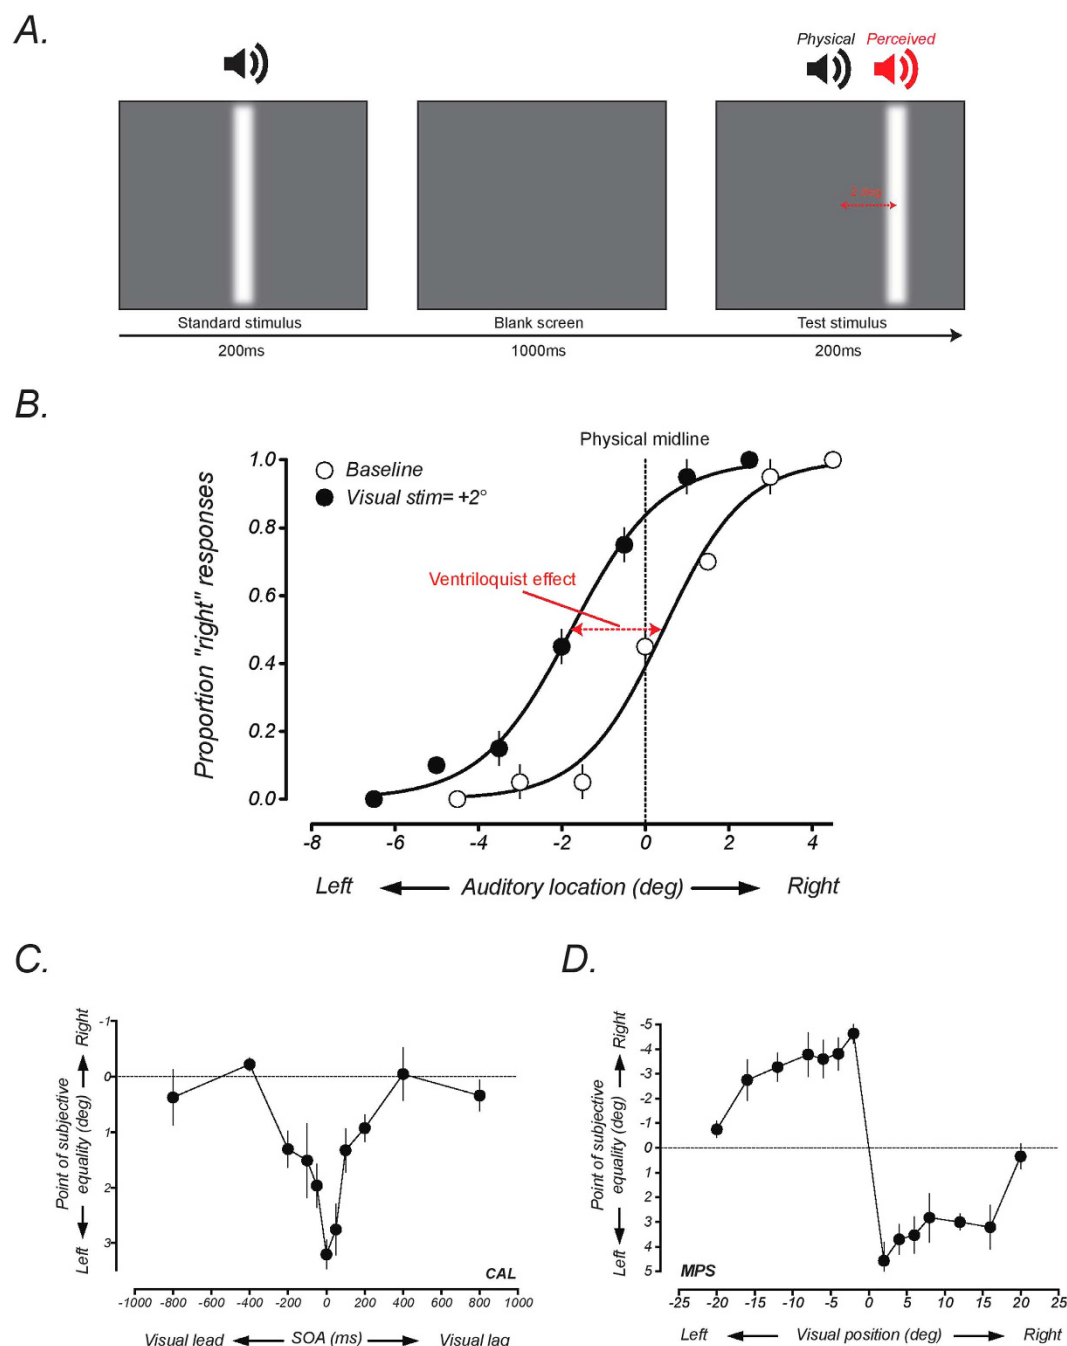 A.
Physical Perceived
Standard stimulus Blank screen Test stimulus
200ms 1000ms 200ms
B.
Physical midline
Baseline
Visual stim= +2°
Ventriloquist effect
Proportion "right" responses
1.0
0.8
0.6
0.4
0.2
0.0
-8 -6 -4 -2 0 2 4
Left Auditory location (deg) Right
C.
Point of subjective
equality (deg)
Left Right
-1
0
1
2
3
CAL
-1000 -800 -600 -400 -200 0 200 400 600 800 1000
Visual lead SOA (ms) Visual lag
D.
Point of subjective
equality (deg)
Left Right
-5
-4
-3
-2
-1
0
1
2
3
4
5
MPS
-25 -20 -15 -10 -5 0 5 10 15 20 25
Left Visual position (deg) Right